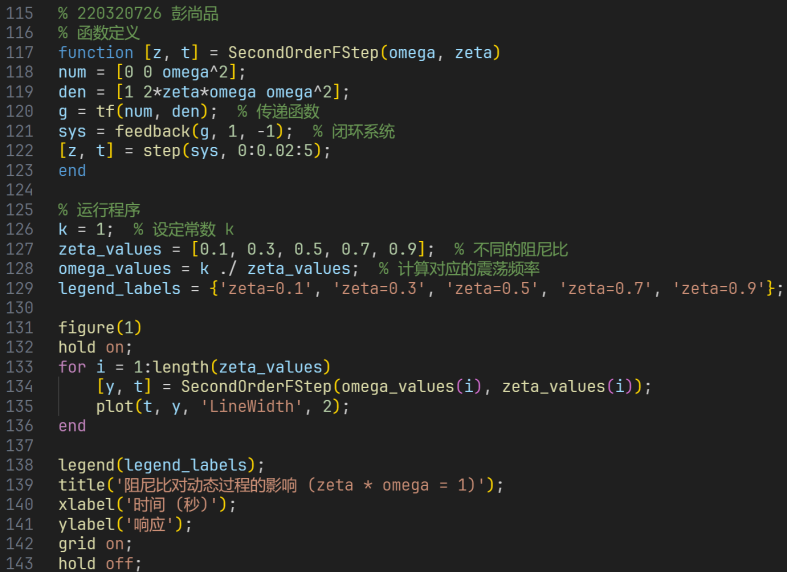 115 % 220320726 彭尚品
116 % 函数定义
117 function [z, t] = SecondOrderFStep(omega, zeta)
118 num = [0 0 omega^2];
119 den = [1 2*zeta*omega omega^2];
120 g = tf(num, den);  % 传递函数
121 sys = feedback(g, 1, -1);  % 闭环系统
122 [z, t] = step(sys, 0:0.02:5);
123 end
124
125 % 运行程序
126 k = 1;  % 设定常数 k
127 zeta_values = [0.1, 0.3, 0.5, 0.7, 0.9];  % 不同的阻尼比
128 omega_values = k ./ zeta_values;  % 计算对应的震荡频率
129 legend_labels = {'zeta=0.1', 'zeta=0.3', 'zeta=0.5', 'zeta=0.7', 'zeta=0.9'};
130
131 figure(1)
132 hold on;
133 for i = 1:length(zeta_values)
134     [y, t] = SecondOrderFStep(omega_values(i), zeta_values(i));
135     plot(t, y, 'LineWidth', 2);
136 end
137
138 legend(legend_labels);
139 title('阻尼比对动态过程的影响 (zeta * omega = 1)');
140 xlabel('时间 (秒)');
141 ylabel('响应');
142 grid on;
143 hold off;